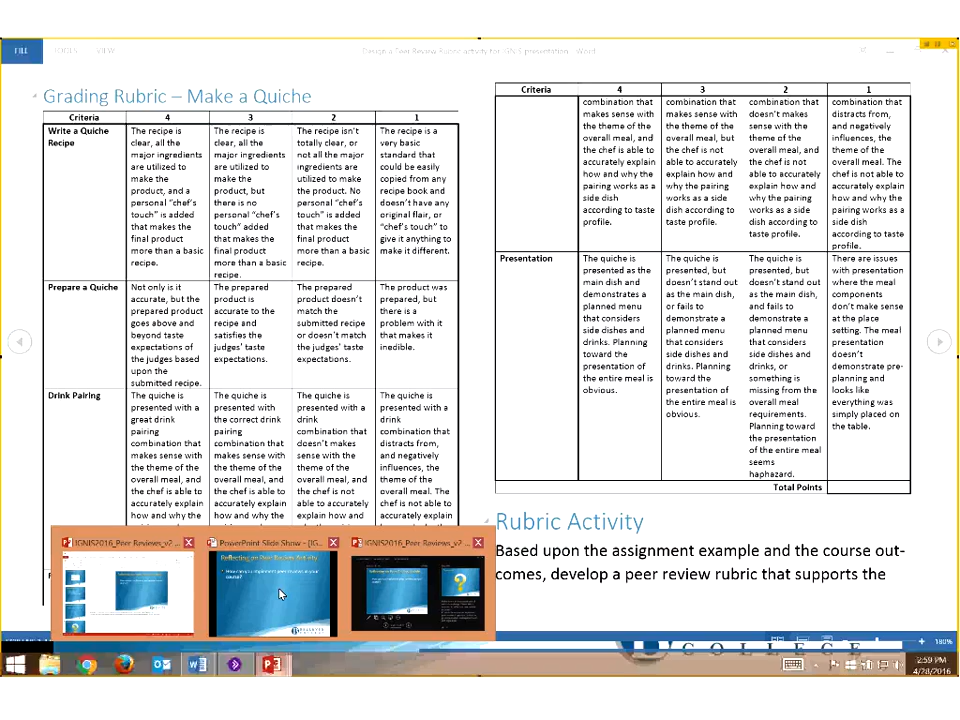 FILE TOOLS VIEW
Design a Peer Review Rubric activity for IGNIS presentation - Word
Grading Rubric – Make a Quiche
Criteria 4 3 2 1
Write a Quiche Recipe
The recipe is
clear, all the
major ingredients
are utilized to
make the
product, and a
personal “chef’s
touch” is added
that makes the
final product
more than a basic
recipe.
The recipe is
clear, all the
major ingredients
are utilized to
make the
product, but
there is no
personal “chef’s
touch” added
that makes the
final product
more than a basic
recipe.
The recipe isn’t
totally clear, or
not all the major
ingredients are
utilized to make
the product. No
personal “chef’s
touch” is added
that makes the
final product
more than a basic
recipe.
The recipe is a
very basic
standard that
could be easily
copied from any
recipe book and
doesn’t have any
original flair, or
“chef’s touch” to
give it anything to
make it different.
Prepare a Quiche
Not only is it
accurate, but the
prepared product
goes above and
beyond taste
expectations of
the judges based
upon the
submitted recipe.
The prepared
product is
accurate to the
recipe and
satisfies the
judges’ taste
expectations.
The prepared
product doesn’t
match the
submitted recipe
or doesn’t match
the judges’ taste
expectations.
The product was
prepared, but
there is a
problem with it
that makes it
inedible.
Drink Pairing
The quiche is
presented with a
great drink
pairing
combination that
makes sense with
the theme of the
overall meal, and
the chef is able to
accurately explain
how and why the
The quiche is
presented with
the correct drink
pairing
combination that
makes sense with
the theme of the
overall meal, and
the chef is able to
accurately explain
how and why the
The quiche is
presented with a
drink
combination that
doesn’t makes
sense with the
theme of the
overall meal, and
the chef is not
able to accurately
explain how and
The quiche is
presented with a
drink
combination that
distracts from,
and negatively
influences, the
theme of the
overall meal. The
chef is not able to
accurately explain
how and why the
Criteria 4 3 2 1
combination that
makes sense with
the theme of the
overall meal, and
the chef is able to
accurately explain
how and why the
pairing works as a
side dish
according to taste
profile.
combination that
makes sense with
the theme of the
overall meal, but
the chef is not
able to accurately
explain how and
why the pairing
works as a side
dish according to
taste profile.
combination that
doesn’t makes
sense with the
theme of the
overall meal, and
the chef is not
able to accurately
explain how and
why the pairing
works as a side
dish according to
taste profile.
combination that
distracts from,
and negatively
influences, the
theme of the
overall meal. The
chef is not able to
accurately explain
how and why the
pairing works as a
side dish
according to taste
profile.
Presentation
The quiche is
presented as the
main dish and
demonstrates a
planned menu
that considers
side dishes and
drinks. Planning
toward the
presentation of
the entire meal is
obvious.
The quiche is
presented, but
doesn’t stand out
as the main dish,
or fails to
demonstrate a
planned menu
that considers
side dishes and
drinks. Planning
toward the
presentation of
the entire meal is
obvious.
The quiche is
presented, but
doesn’t stand out
as the main dish,
and fails to
demonstrate a
planned menu
that considers
side dishes and
drinks, or
something is
missing from the
overall meal
requirements.
Planning toward
the presentation
of the entire meal
seems
haphazard.
There are issues
with presentation
where the meal
components
don’t make sense
at the place
setting. The meal
presentation
doesn’t
demonstrate pre-
planning and
looks like
everything was
simply placed on
the table.
Total Points
Rubric Activity
Based upon the assignment example and the course out-
comes, develop a peer review rubric that supports the
IGNIS2016_Peer Reviews_v2 ...
PowerPoint Slide Show - [IG...
IGNIS2016_Peer Reviews_v2 ...
Reflecting on Peer Review Activity
COLLEGE
180%
2:59 PM
4/28/2016